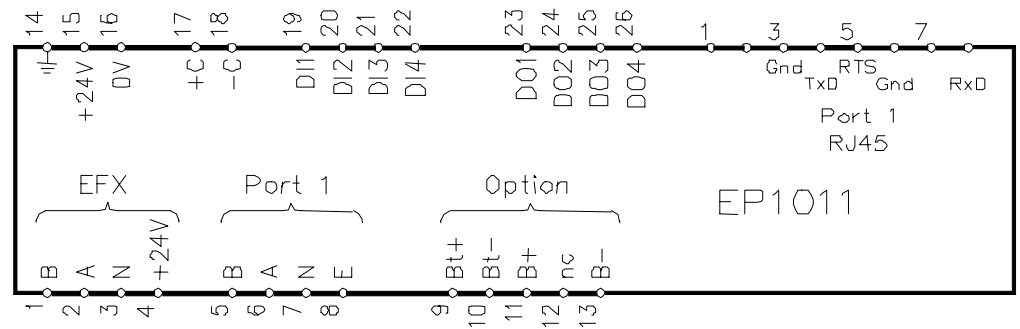 14 15 16 17 18 19 20 21 22 23 24 25 26 1 3 5 7
+24V 0V +C -C DI1 DI2 DI3 DI4 DO1 DO2 DO3 DO4
Gnd RTS
TxD Gnd RxD
Port 1
RJ45
EFX Port 1 Option
EP1011
B A N +24V B A N E Bt+ Bt- B+ nc B-
1 2 3 4 5 6 7 8 9 10 11 12 13